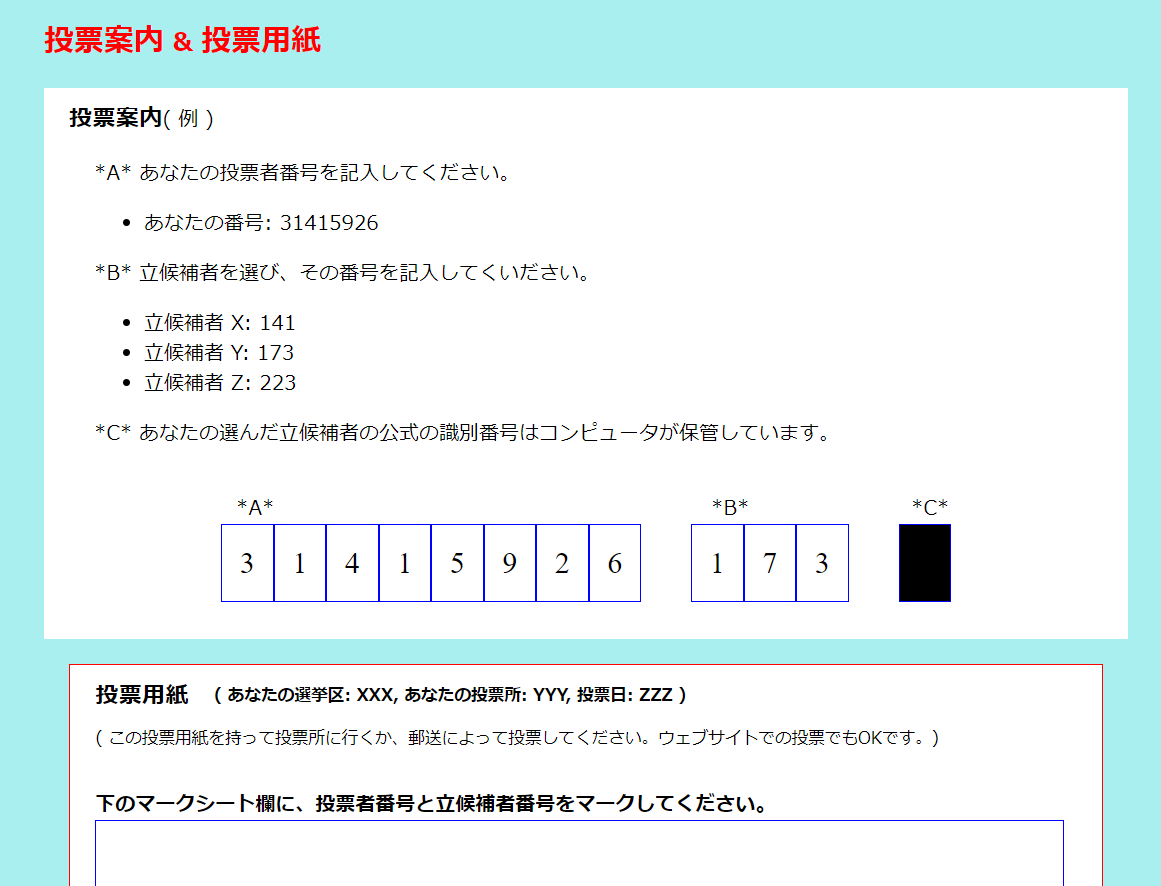 投票案内 & 投票用紙
投票案内( 例 )
*A* あなたの投票者番号を記入してください。
• あなたの番号: 31415926
*B* 立候補者を選び、その番号を記入してくいださい。
• 立候補者 X: 141
• 立候補者 Y: 173
• 立候補者 Z: 223
*C* あなたの選んだ立候補者の公式の識別番号はコンピュータが保管しています。
*A* *B* *C*
3 1 4 1 5 9 2 6 1 7 3
投票用紙 ( あなたの選挙区: XXX, あなたの投票所: YYY, 投票日: ZZZ )
( この投票用紙を持って投票所に行くか、郵送によって投票してください。ウェブサイトでの投票でもOKです。)
下のマークシート欄に、投票者番号と立候補者番号をマークしてください。